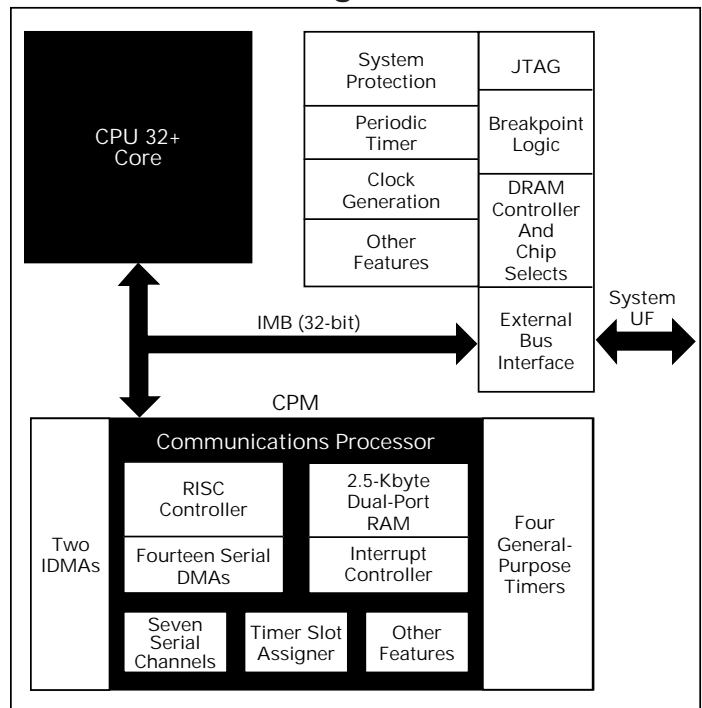 CPU 32+
Core
System
Protection
Periodic
Timer
Clock
Generation
Other
Features
JTAG
Breakpoint
Logic
DRAM
Controller
And
Chip
Selects
External
Bus
Interface
System
UF
IMB (32-bit)
CPM
Communications Processor
Two
IDMAs
RISC
Controller
Fourteen Serial
DMAs
2.5-Kbyte
Dual-Port
RAM
Interrupt
Controller
Seven
Serial
Channels
Timer Slot
Assigner
Other
Features
Four
General-
Purpose
Timers